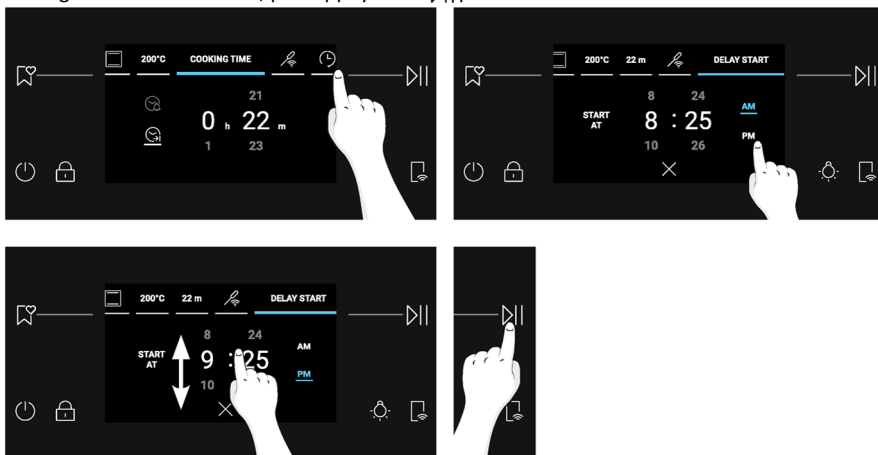 200°C COOKING TIME
21
0 h 22 m
1 23
200°C 22 m DELAY START
8 24
START AT 8 : 25 AM
PM
10 26
200°C 22 m DELAY START
8 24
START AT 9 : 25 AM
PM
10